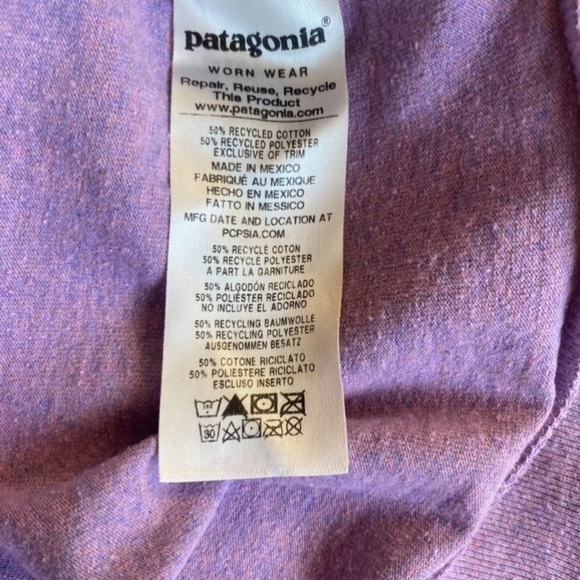 patagonia®
WORN WEAR
Repair, Reuse, Recycle
This Product
www.patagonia.com
50% RECYCLED COTTON
50% RECYCLED POLYESTER
EXCLUSIVE OF TRIM
MADE IN MEXICO
FABRIQUÉ AU MEXIQUE
HECHO EN MEXICO
FATTO IN MESSICO
MFG DATE AND LOCATION AT
PCPSIA.COM
50% RECYCLÉ COTON
50% RECYCLÉ POLYESTER
A PART LA GARNITURE
50% ALGODÓN RECICLADO
50% POLIÉSTER RECICLADO
NO INCLUYE EL ADORNO
50% RECYCLING BAUMWOLLE
50% RECYCLING POLYESTER
AUSGENOMMEN BESATZ
50% COTONE RICICLATO
50% POLIESTERE RICICLATO
ESCLUSO INSERTO
30